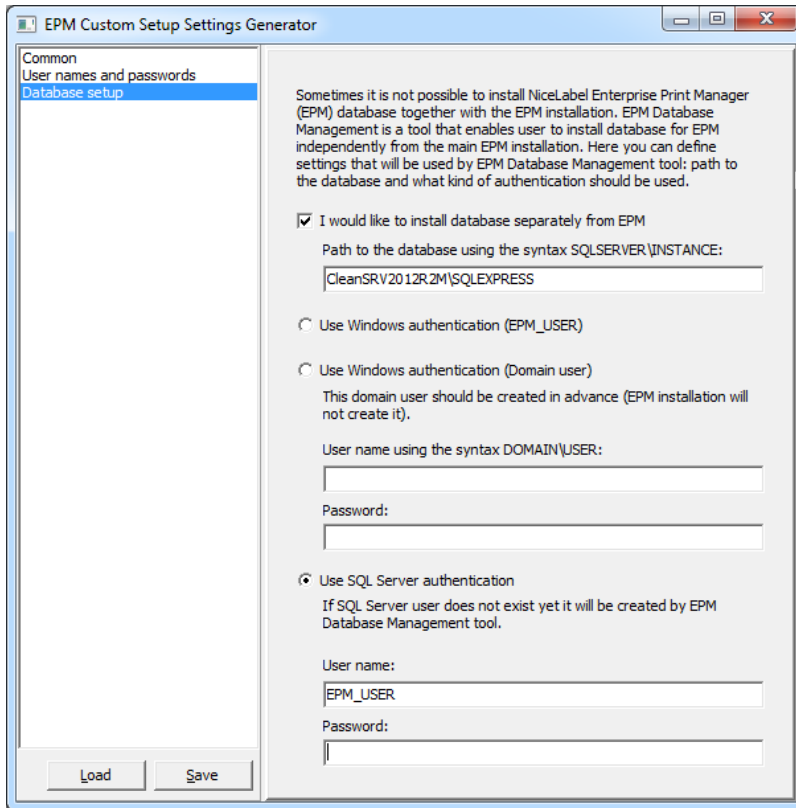 EPM Custom Setup Settings Generator
Common
User names and passwords
Database setup
Sometimes it is not possible to install NiceLabel Enterprise Print Manager
(EPM) database together with the EPM installation. EPM Database
Management is a tool that enables user to install database for EPM
independently from the main EPM installation. Here you can define
settings that will be used by EPM Database Management tool: path to
the database and what kind of authentication should be used.
I would like to install database separately from EPM
Path to the database using the syntax SQLSERVER\INSTANCE:
CleanSRV2012R2M\SQLEXPRESS
Use Windows authentication (EPM_USER)
Use Windows authentication (Domain user)
This domain user should be created in advance (EPM installation will
not create it).
User name using the syntax DOMAIN\USER:
Password:
Use SQL Server authentication
If SQL Server user does not exist yet it will be created by EPM
Database Management tool.
User name:
EPM_USER
Password:
Load
Save